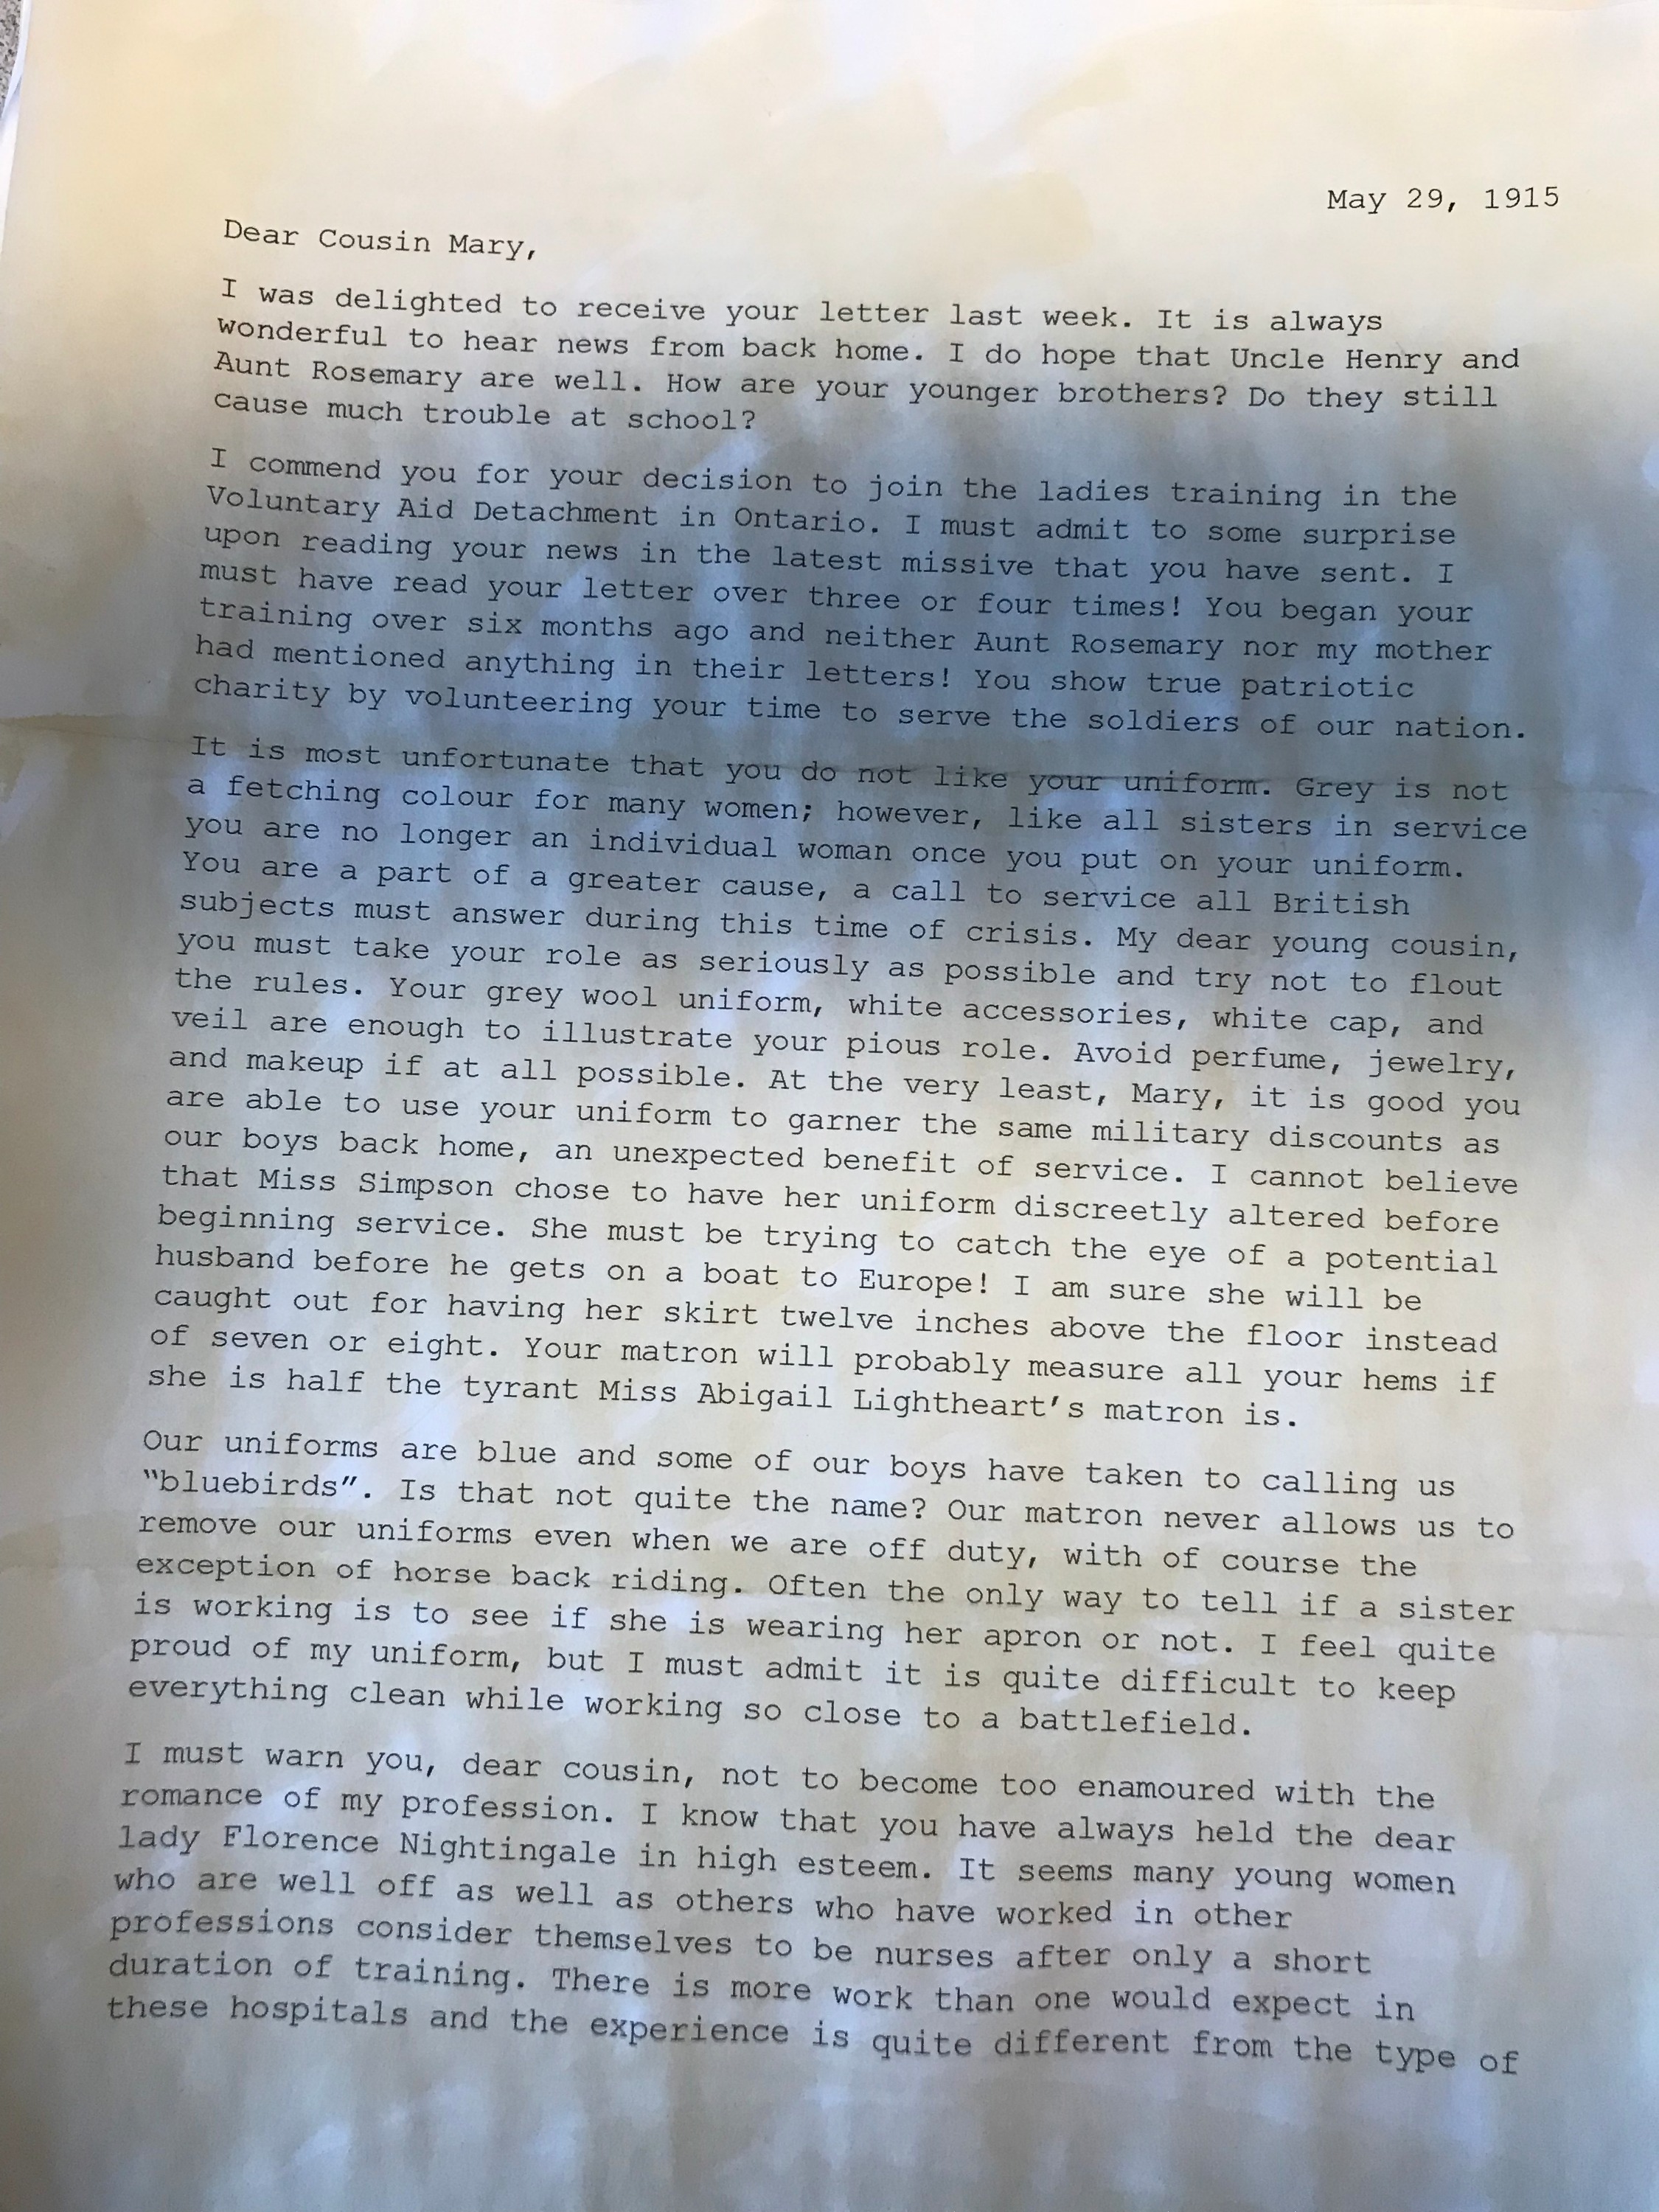 May 29, 1915
Dear Cousin Mary,
I was delighted to receive your letter last week. It is always
wonderful to hear news from back home. I do hope that Uncle Henry and
Aunt Rosemary are well. How are your younger brothers? Do they still
cause much trouble at school?
I commend you for your decision to join the ladies training in the
Voluntary Aid Detachment in Ontario. I must admit to some surprise
upon reading your news in the latest missive that you have sent. I
must have read your letter over three or four times! You began your
training over six months ago and neither Aunt Rosemary nor my mother
had mentioned anything in their letters! You show true patriotic
charity by volunteering your time to serve the soldiers of our nation.
It is most unfortunate that you do not like your uniform. Grey is not
a fetching colour for many women; however, like all sisters in service
you are no longer an individual woman once you put on your uniform.
You are a part of a greater cause, a call to service all British
subjects must answer during this time of crisis. My dear young cousin,
you must take your role as seriously as possible and try not to flout
the rules. Your grey wool uniform, white accessories, white cap, and
veil are enough to illustrate your pious role. Avoid perfume, jewelry,
and makeup if at all possible. At the very least, Mary, it is good you
are able to use your uniform to garner the same military discounts as
our boys back home, an unexpected benefit of service. I cannot believe
that Miss Simpson chose to have her uniform discreetly altered before
beginning service. She must be trying to catch the eye of a potential
husband before he gets on a boat to Europe! I am sure she will be
caught out for having her skirt twelve inches above the floor instead
of seven or eight. Your matron will probably measure all your hems if
she is half the tyrant Miss Abigail Lightheart's matron is.
Our uniforms are blue and some of our boys have taken to calling us
"bluebirds". Is that not quite the name? Our matron never allows us to
remove our uniforms even when we are off duty, with of course the
exception of horse back riding. Often the only way to tell if a sister
is working is to see if she is wearing her apron or not. I feel quite
proud of my uniform, but I must admit it is quite difficult to keep
everything clean while working so close to a battlefield.
I must warn you, dear cousin, not to become too enamoured with the
romance of my profession. I know that you have always held the dear
lady Florence Nightingale in high esteem. It seems many young women
who are well off as well as others who have worked in other
professions consider themselves to be nurses after only a short
duration of training. There is more work than one would expect in
these hospitals and the experience is quite different from the type of